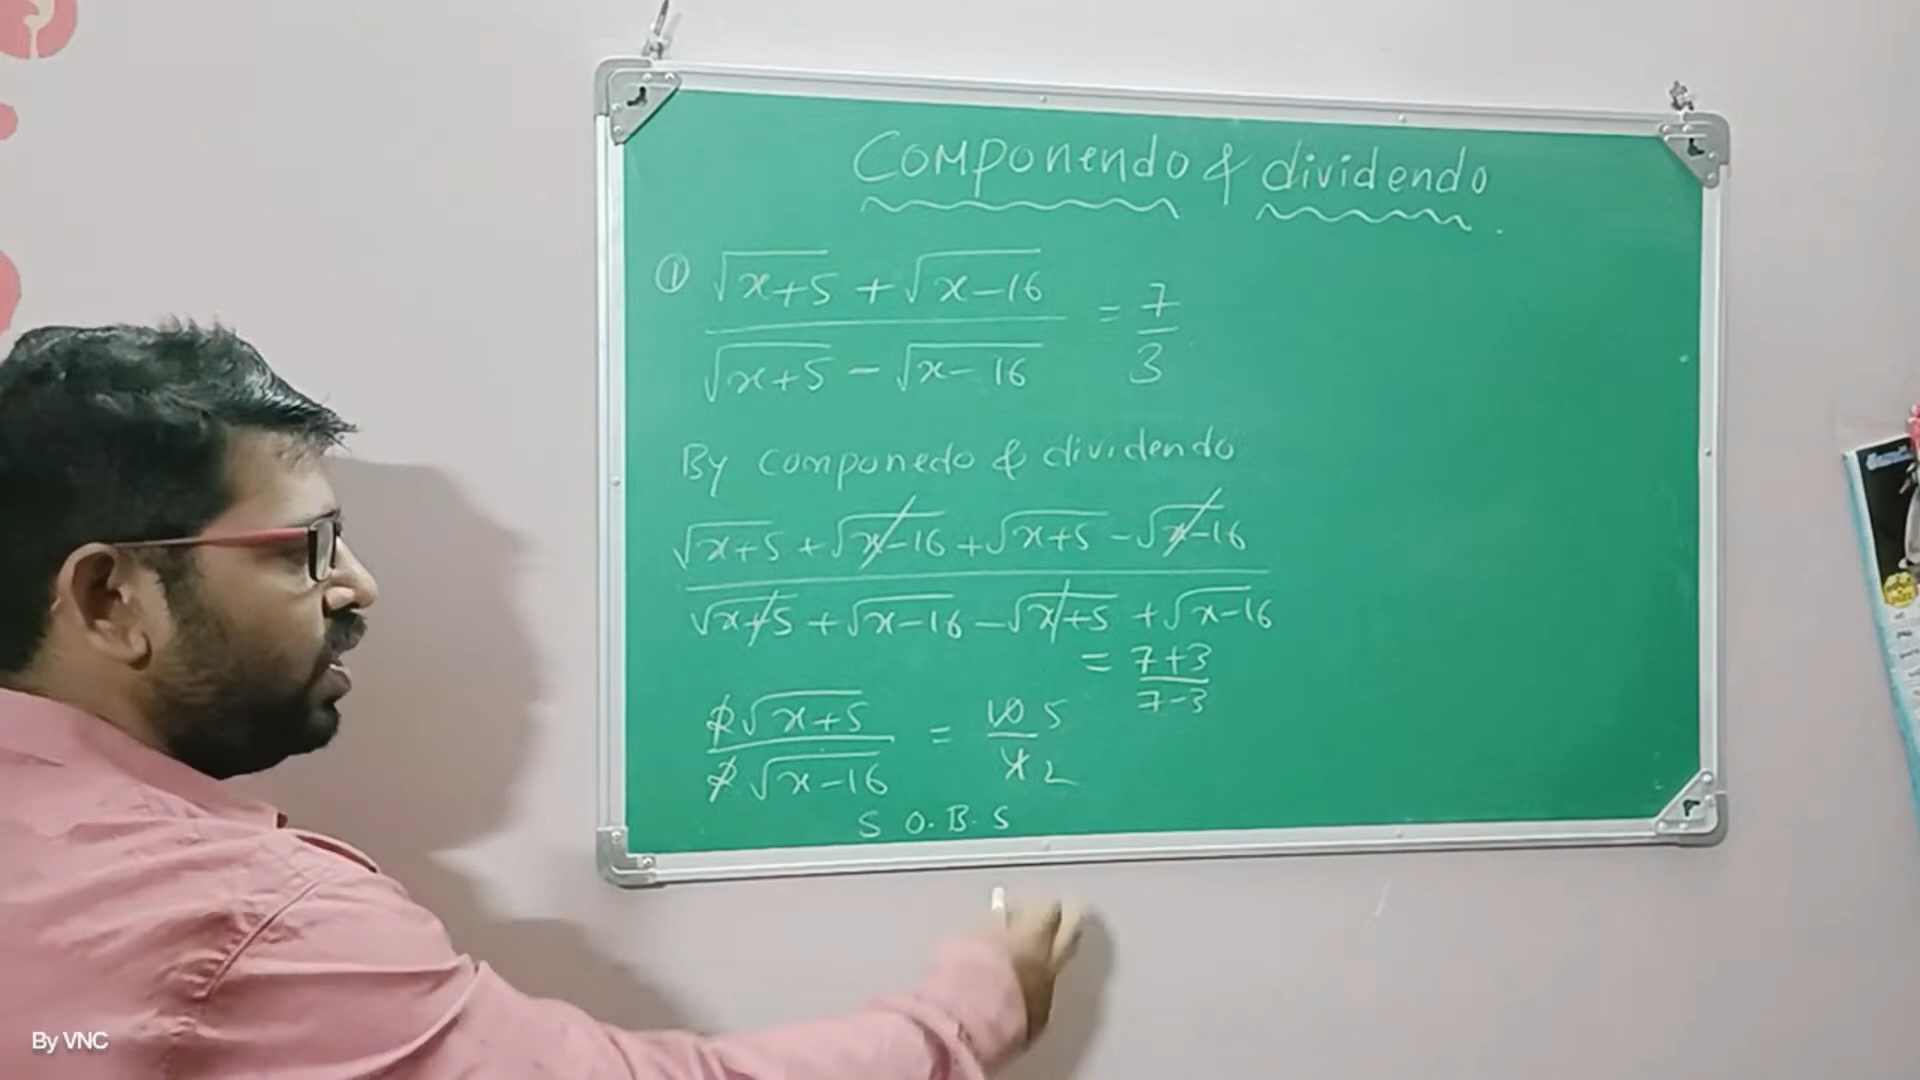 Componendo & dividendo.
① √x+5 + √x-16 / √x+5 - √x-16 = 7/3
By componedo & dividendo
√x+5 + √x-16 + √x+5 - √x-16
√x+5 + √x-16 - √x+5 + √x-16
= 7+3 / 7-3
2√x+5 / 2√x-16 = 10 5 / 4 2
S O.B.S
By VNC